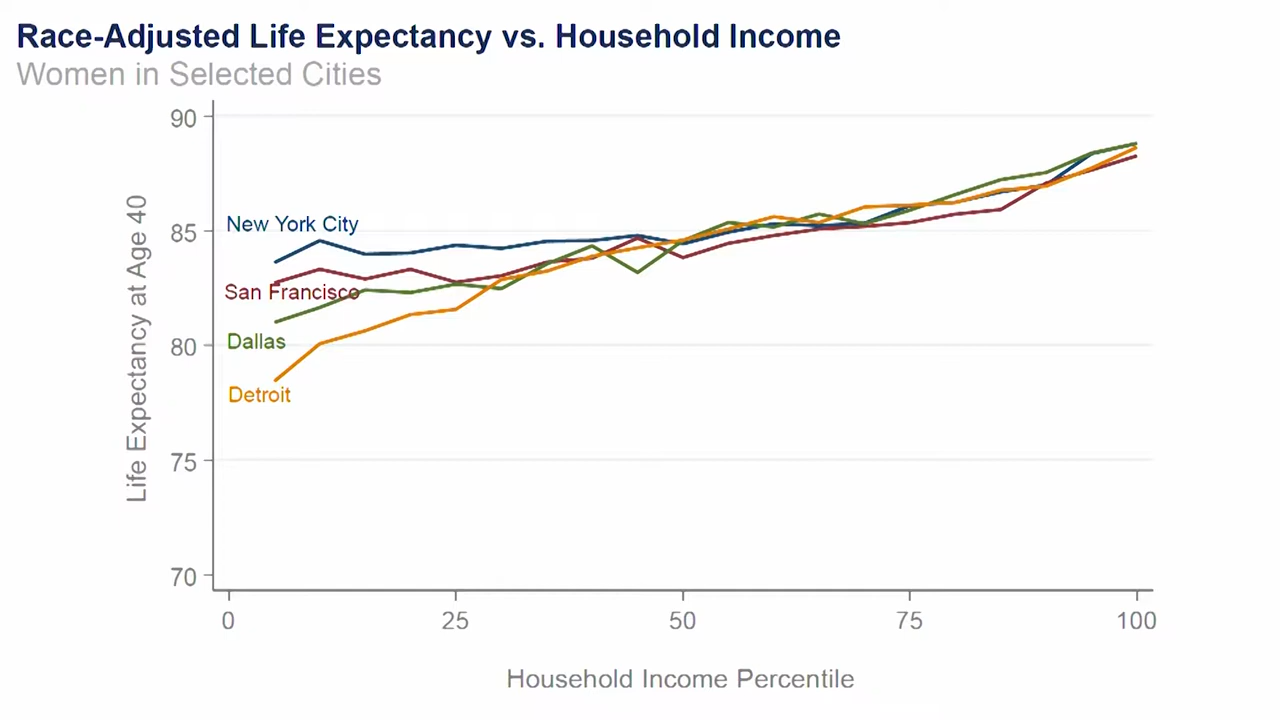 Race-Adjusted Life Expectancy vs. Household Income
Women in Selected Cities
Life Expectancy at Age 40
90
85
80
75
70
New York City
San Francisco
Dallas
Detroit
0 25 50 75 100
Household Income Percentile